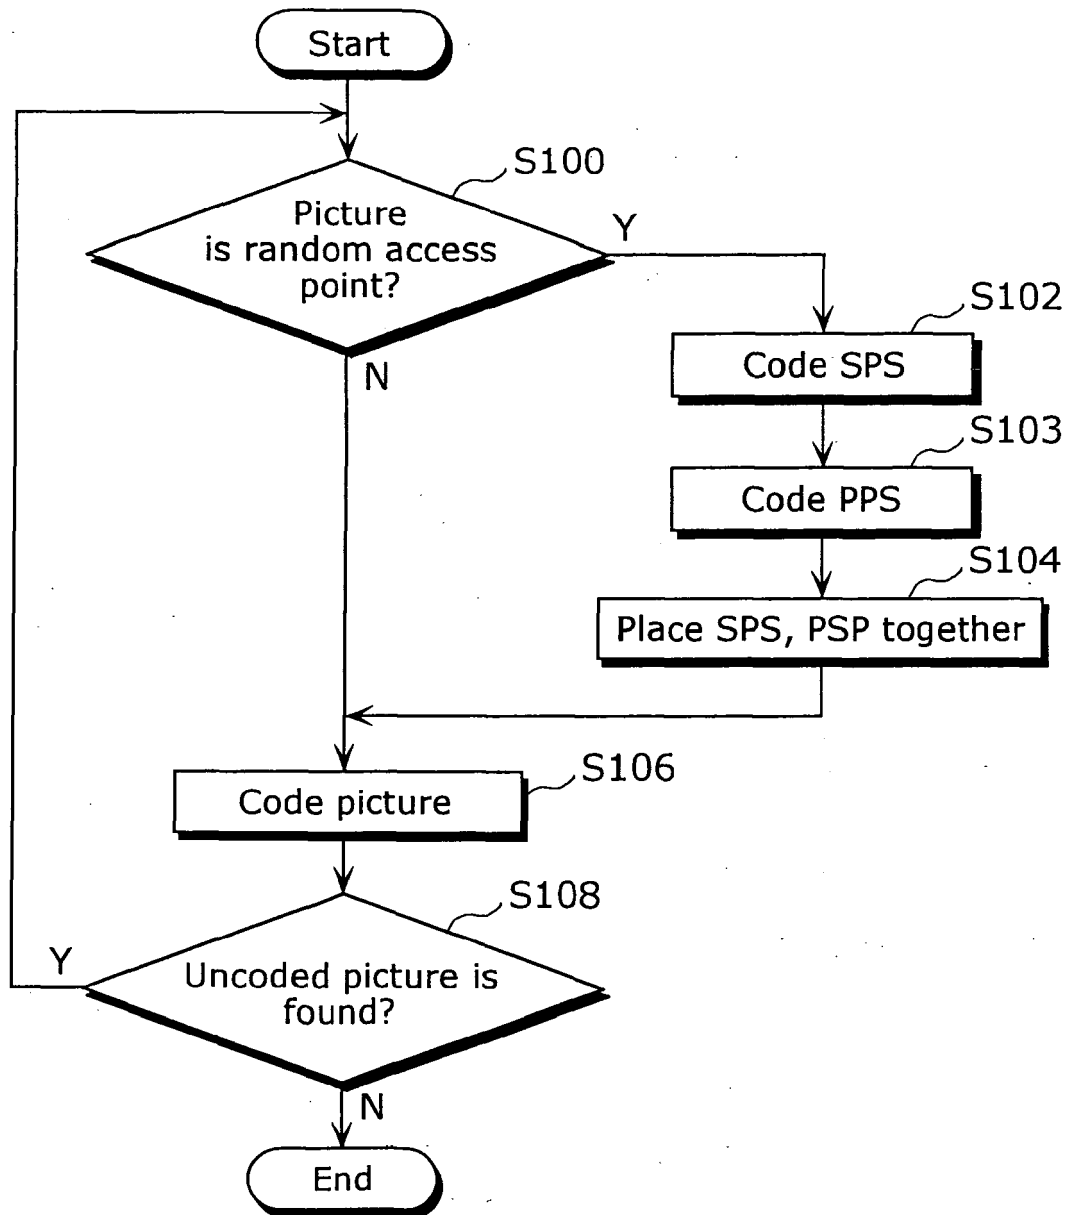 Start
S100
Picture
is random access
point?
Y
N
S102
Code SPS
S103
Code PPS
S104
Place SPS, PSP together
S106
Code picture
S108
Uncoded picture is
found?
Y
N
End